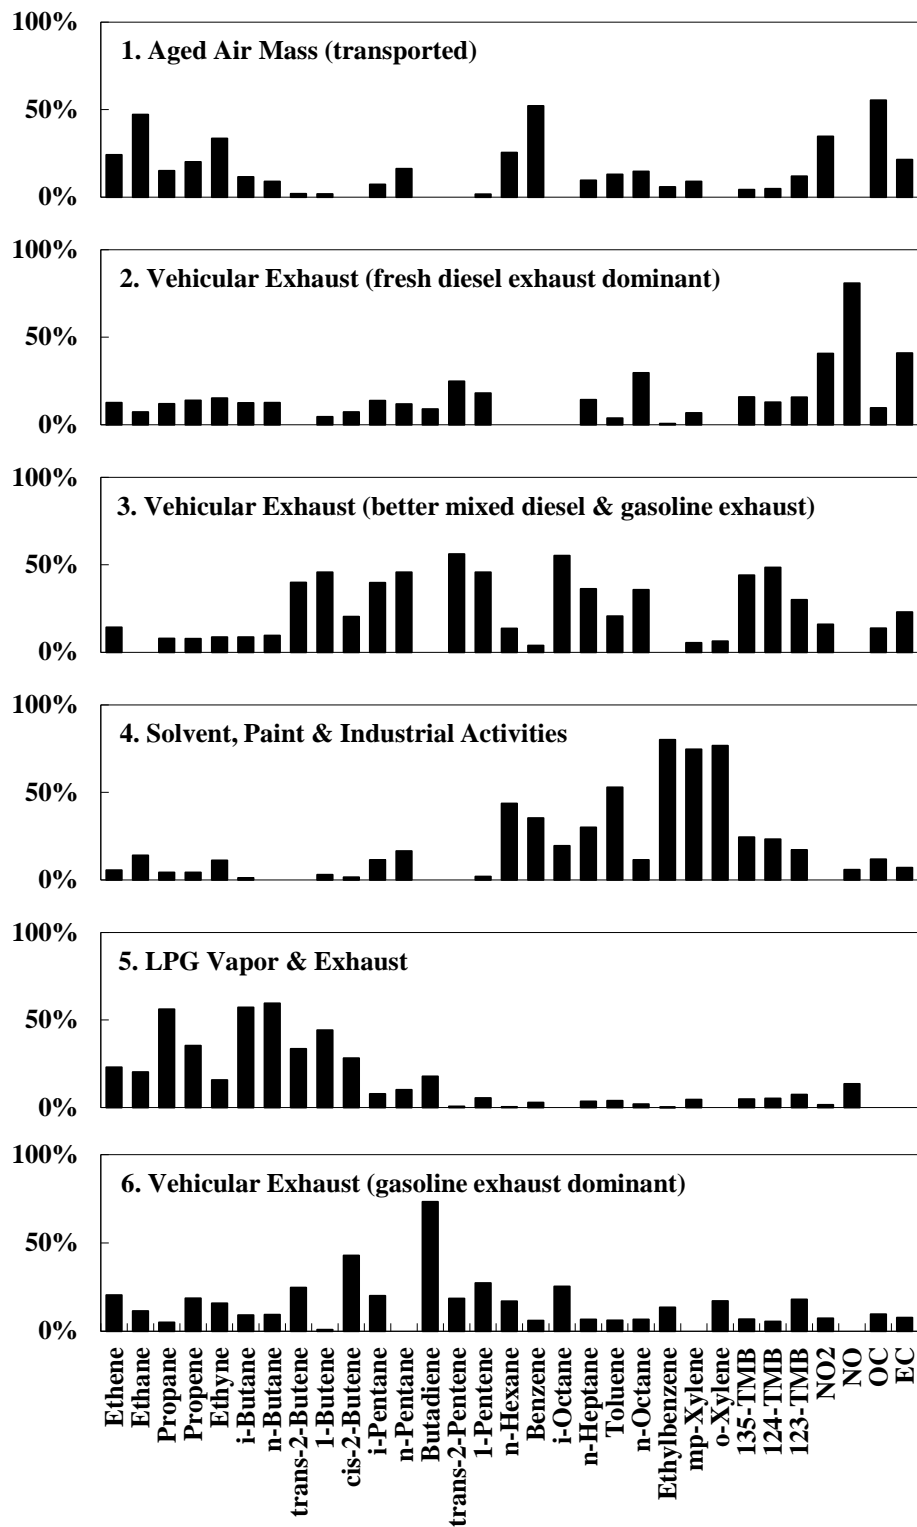 100%
1. Aged Air Mass (transported)
50%
0%
100%
2. Vehicular Exhaust (fresh diesel exhaust dominant)
50%
0%
100%
3. Vehicular Exhaust (better mixed diesel & gasoline exhaust)
50%
0%
100%
4. Solvent, Paint & Industrial Activities
50%
0%
100%
5. LPG Vapor & Exhaust
50%
0%
100%
6. Vehicular Exhaust (gasoline exhaust dominant)
50%
0%
Ethene
Ethane
Propane
Propene
Ethyne
i-Butane
n-Butane
trans-2-Butene
1-Butene
cis-2-Butene
i-Pentane
n-Pentane
Butadiene
trans-2-Pentene
1-Pentene
n-Hexane
Benzene
i-Octane
n-Heptane
Toluene
n-Octane
Ethylbenzene
mp-Xylene
o-Xylene
135-TMB
124-TMB
123-TMB
NO2
NO
OC
EC